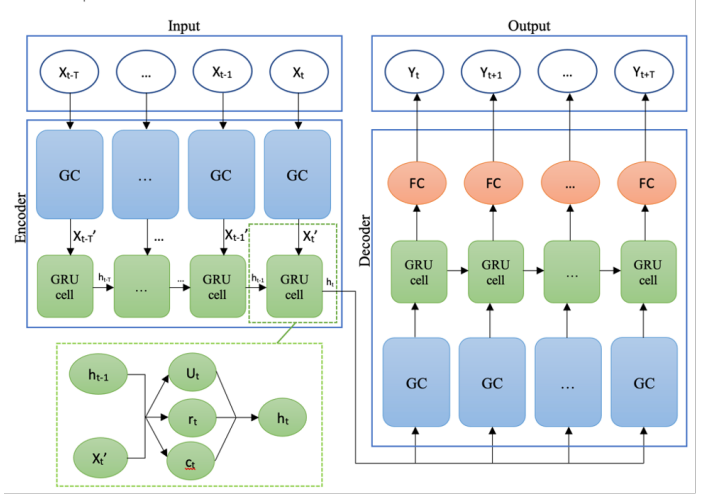 Input
Output
Xt-T
...
Xt-1
Xt
Yt
Yt+1
...
Yt+T
Encoder
GC
...
GC
GC
Xt-T’
...
Xt-1’
Xt’
GRU cell
ht-T
...
...
GRU cell
ht-1
GRU cell
ht
Decoder
FC
FC
...
FC
GRU cell
GRU cell
...
GRU cell
GC
GC
...
GC
ht-1
Xt’
Ut
rt
ct
ht